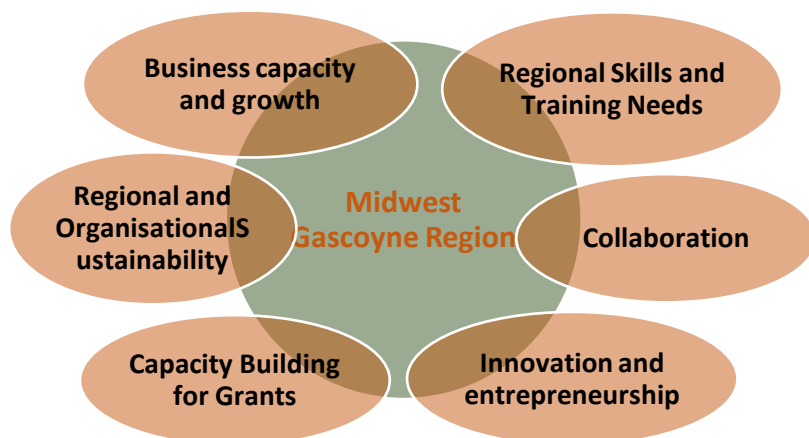 Business capacity
and growth
Regional Skills and
Training Needs
Regional and
OrganisationalS
ustainability
Midwest
Gascoyne Region
Collaboration
Capacity Building
for Grants
Innovation and
entrepreneurship